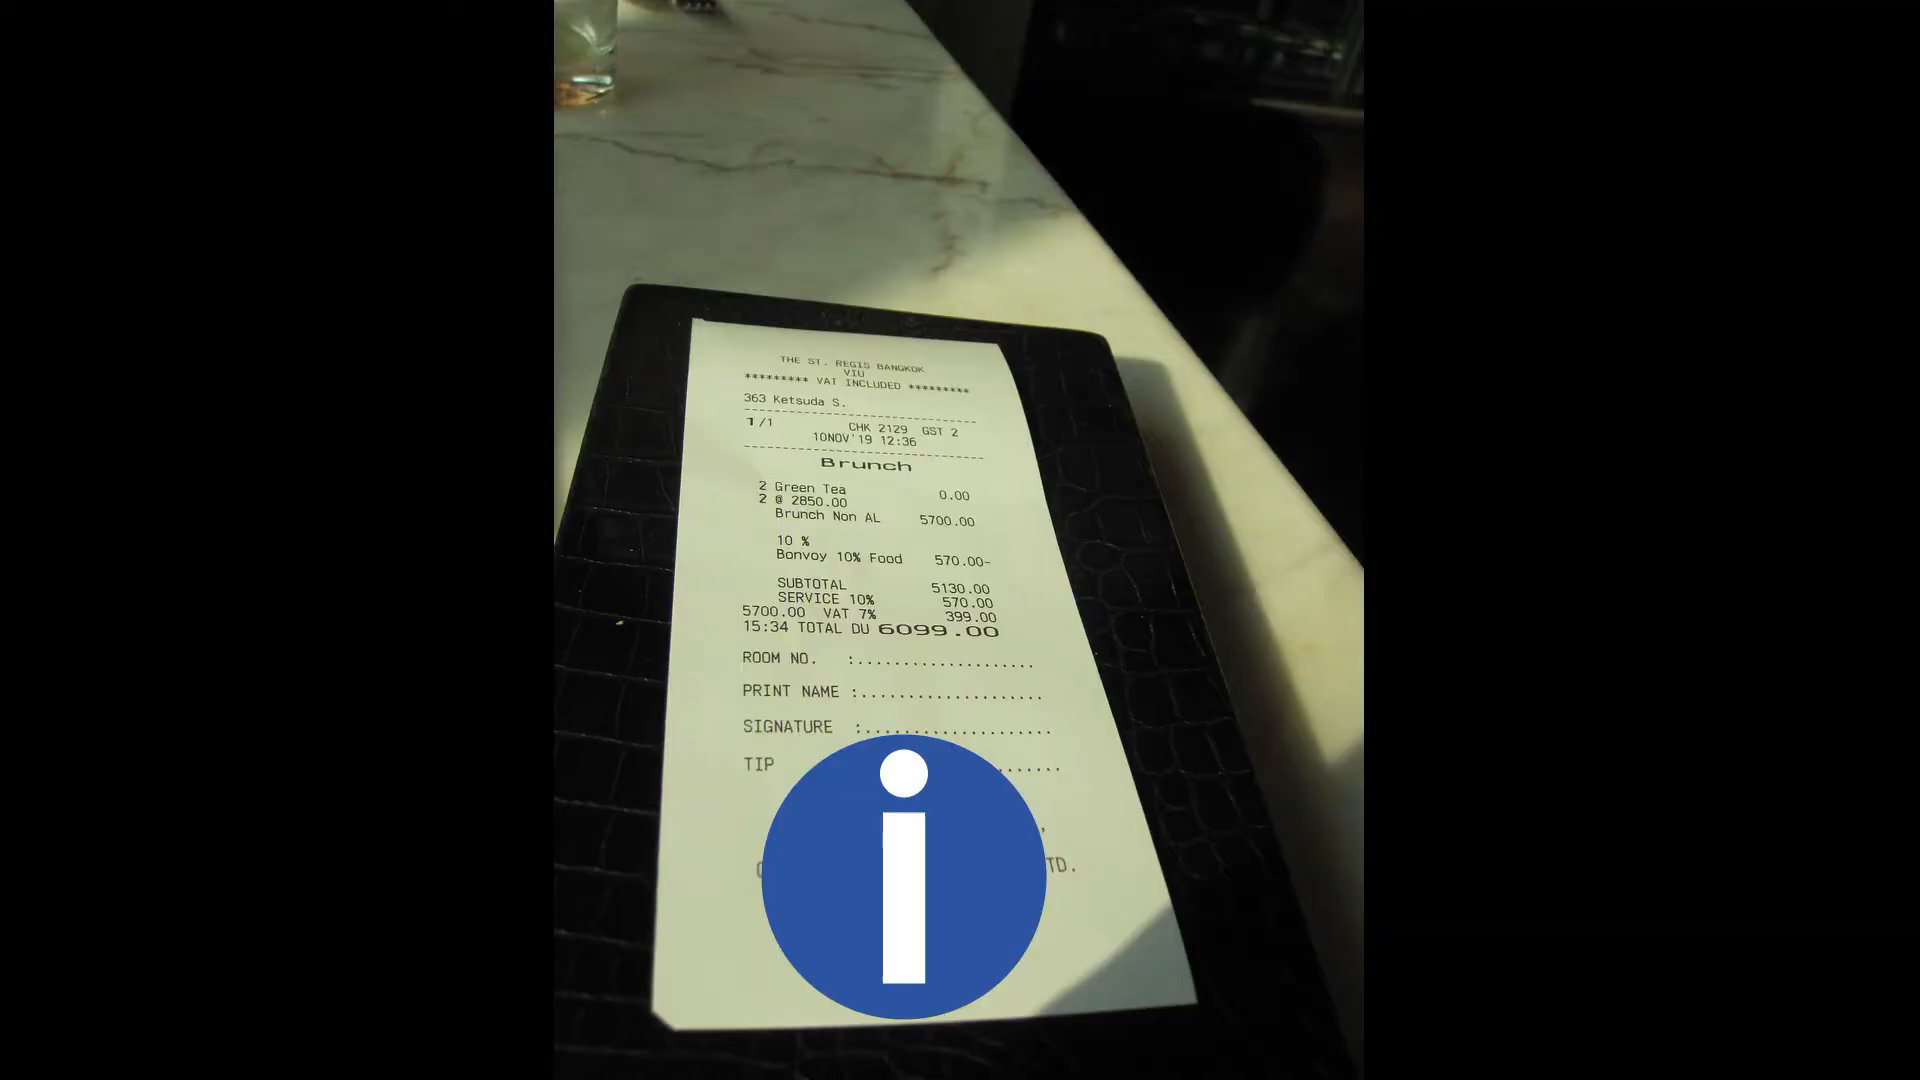 THE ST. REGIS BANGKOK
VIU
********* VAT INCLUDED *********
363 Ketsuda S.
--------------------------------
1/1 CHK 2129 GST 2
10NOV'19 12:36
--------------------------------
Brunch
2 Green Tea 0.00
2 @ 2850.00
Brunch Non AL 5700.00
10 %
Bonvoy 10% Food 570.00-
SUBTOTAL 5130.00
SERVICE 10% 570.00
5700.00 VAT 7% 399.00
15:34 TOTAL DU 6099.00
ROOM NO. :....................
PRINT NAME :....................
SIGNATURE :....................
TIP .......